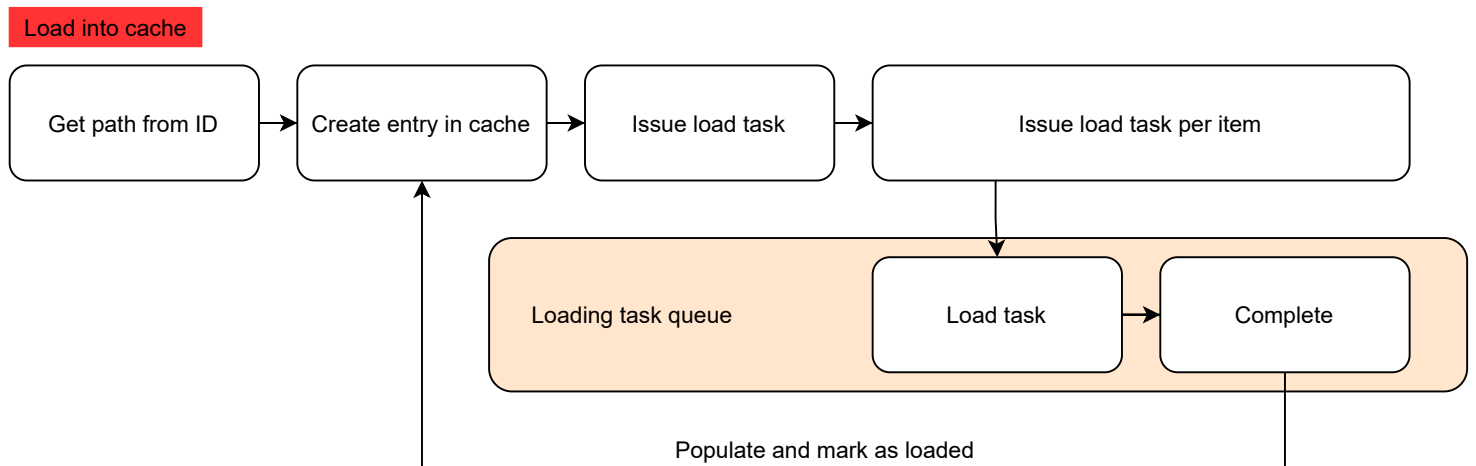 Load into cache
Get path from ID
Create entry in cache
Issue load task
Issue load task per item
Loading task queue
Load task
Complete
Populate and mark as loaded